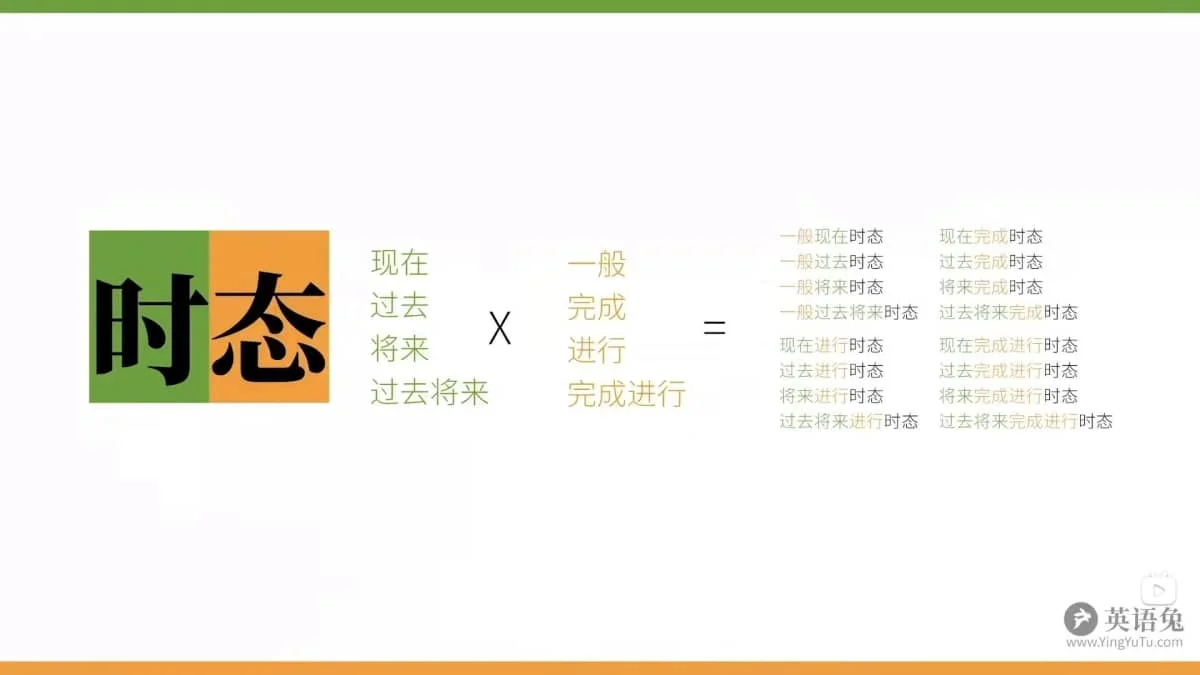 时态
现在
过去
将来
过去将来
X
一般
完成
进行
完成进行
=
一般现在时态
一般过去时态
一般将来时态
一般过去将来时态
现在完成时态
过去完成时态
将来完成时态
过去将来完成时态
现在进行时态
过去进行时态
将来进行时态
过去将来进行时态
现在完成进行时态
过去完成进行时态
将来完成进行时态
过去将来完成进行时态
英语兔
www.YingYuTu.com